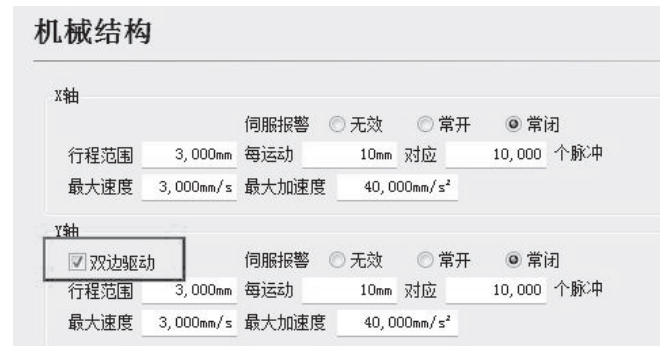 机械结构
X轴
伺服报警 无效 常开 常闭
行程范围 3,000mm 每运动 10mm 对应 10,000 个脉冲
最大速度 3,000mm/s 最大加速度 40,000mm/s²
Y轴
双边驱动 伺服报警 无效 常开 常闭
行程范围 3,000mm 每运动 10mm 对应 10,000 个脉冲
最大速度 3,000mm/s 最大加速度 40,000mm/s²